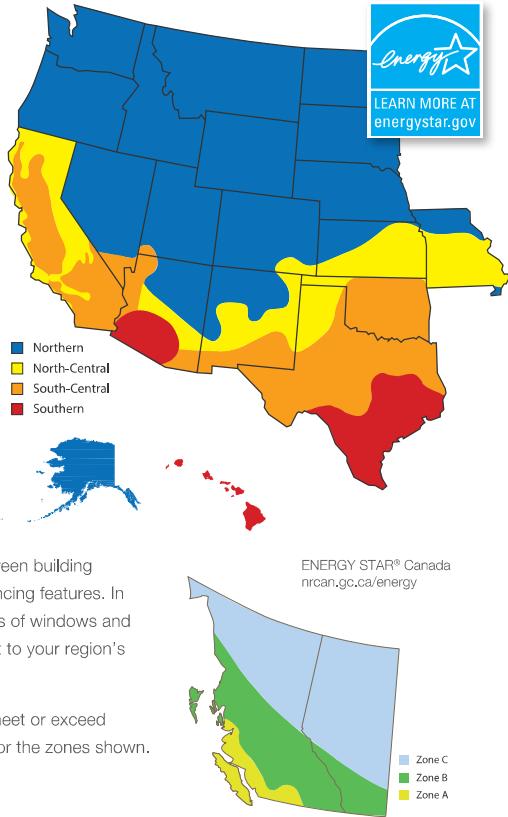 energy
LEARN MORE AT
energystar.gov
Northern
North-Central
South-Central
Southern
een building
ncing features. In
s of windows and
t to your region's
neet or exceed
or the zones shown.
ENERGY STAR® Canada
nrcan.gc.ca/energy
Zone C
Zone B
Zone A